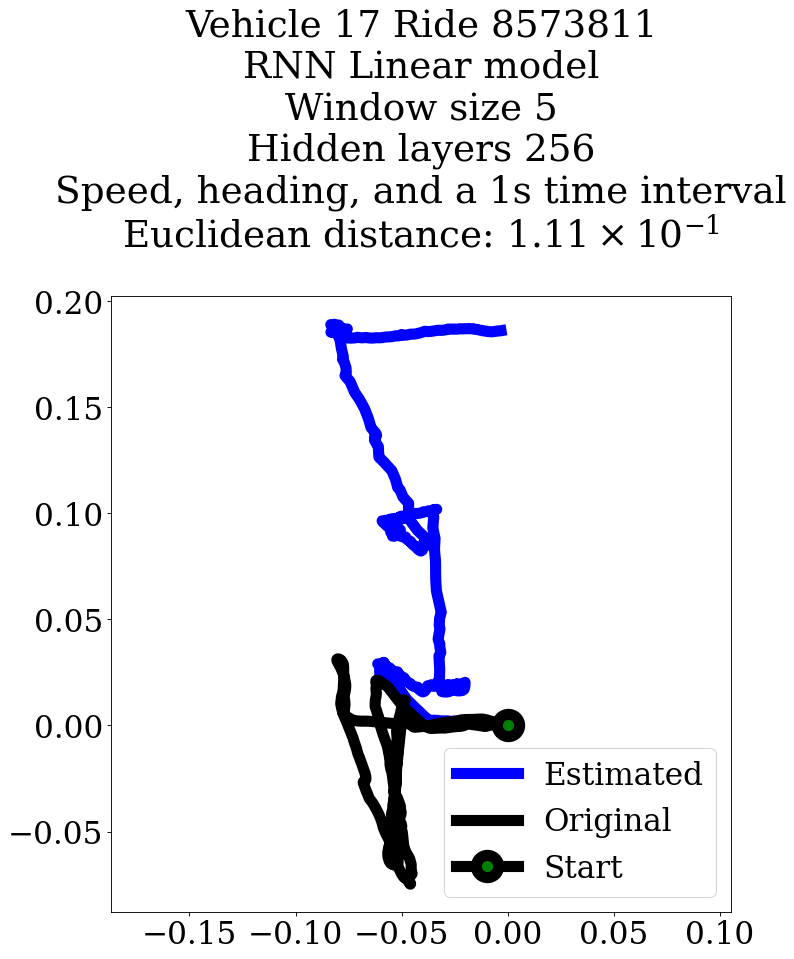 Vehicle 17 Ride 8573811
RNN Linear model
Window size 5
Hidden layers 256
Speed, heading, and a 1s time interval
Euclidean distance: 1.11 × 10⁻¹
0.20
0.15
0.10
0.05
0.00
−0.05
Estimated
Original
Start
−0.15 −0.10 −0.05 0.00 0.05 0.10